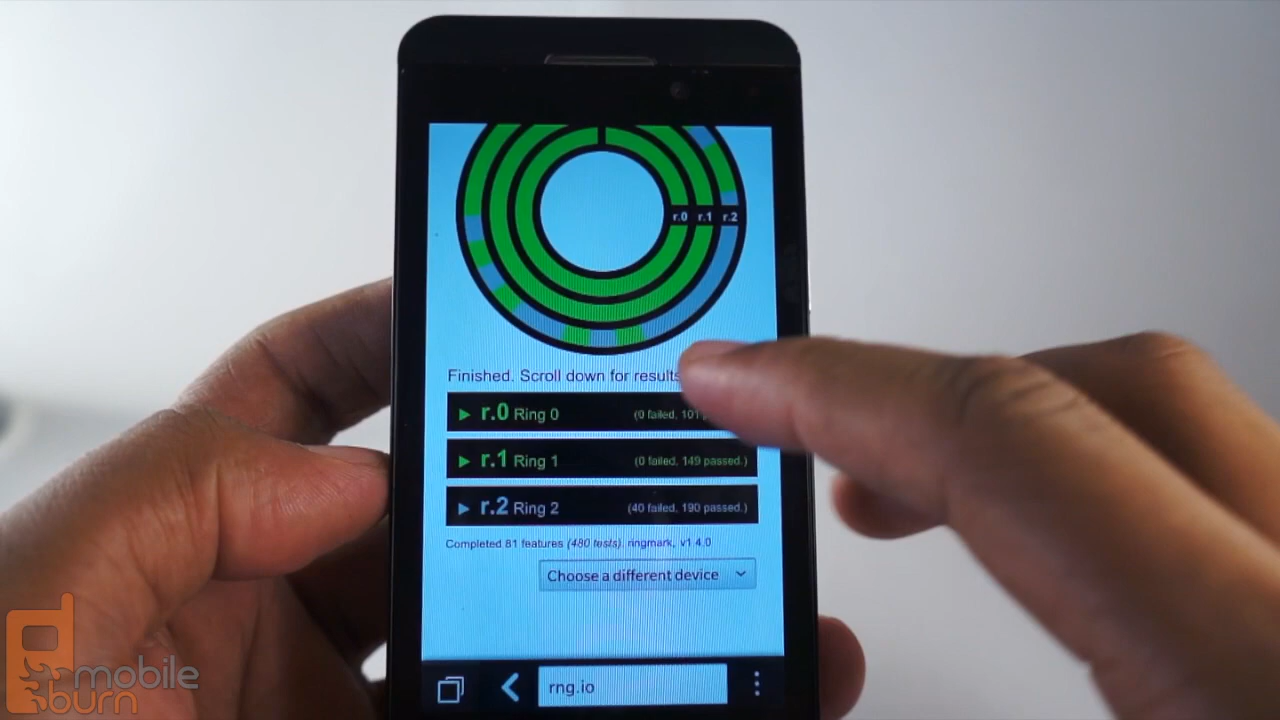 r.0 r.1 r.2
Finished. Scroll down for results
r.0 Ring 0 (0 failed, 101
r.1 Ring 1 (0 failed, 149 passed.)
r.2 Ring 2 (40 failed, 190 passed.)
Completed 81 features (480 tests). ringmark, v1.4.0
Choose a different device
rng.io
mobile
burn